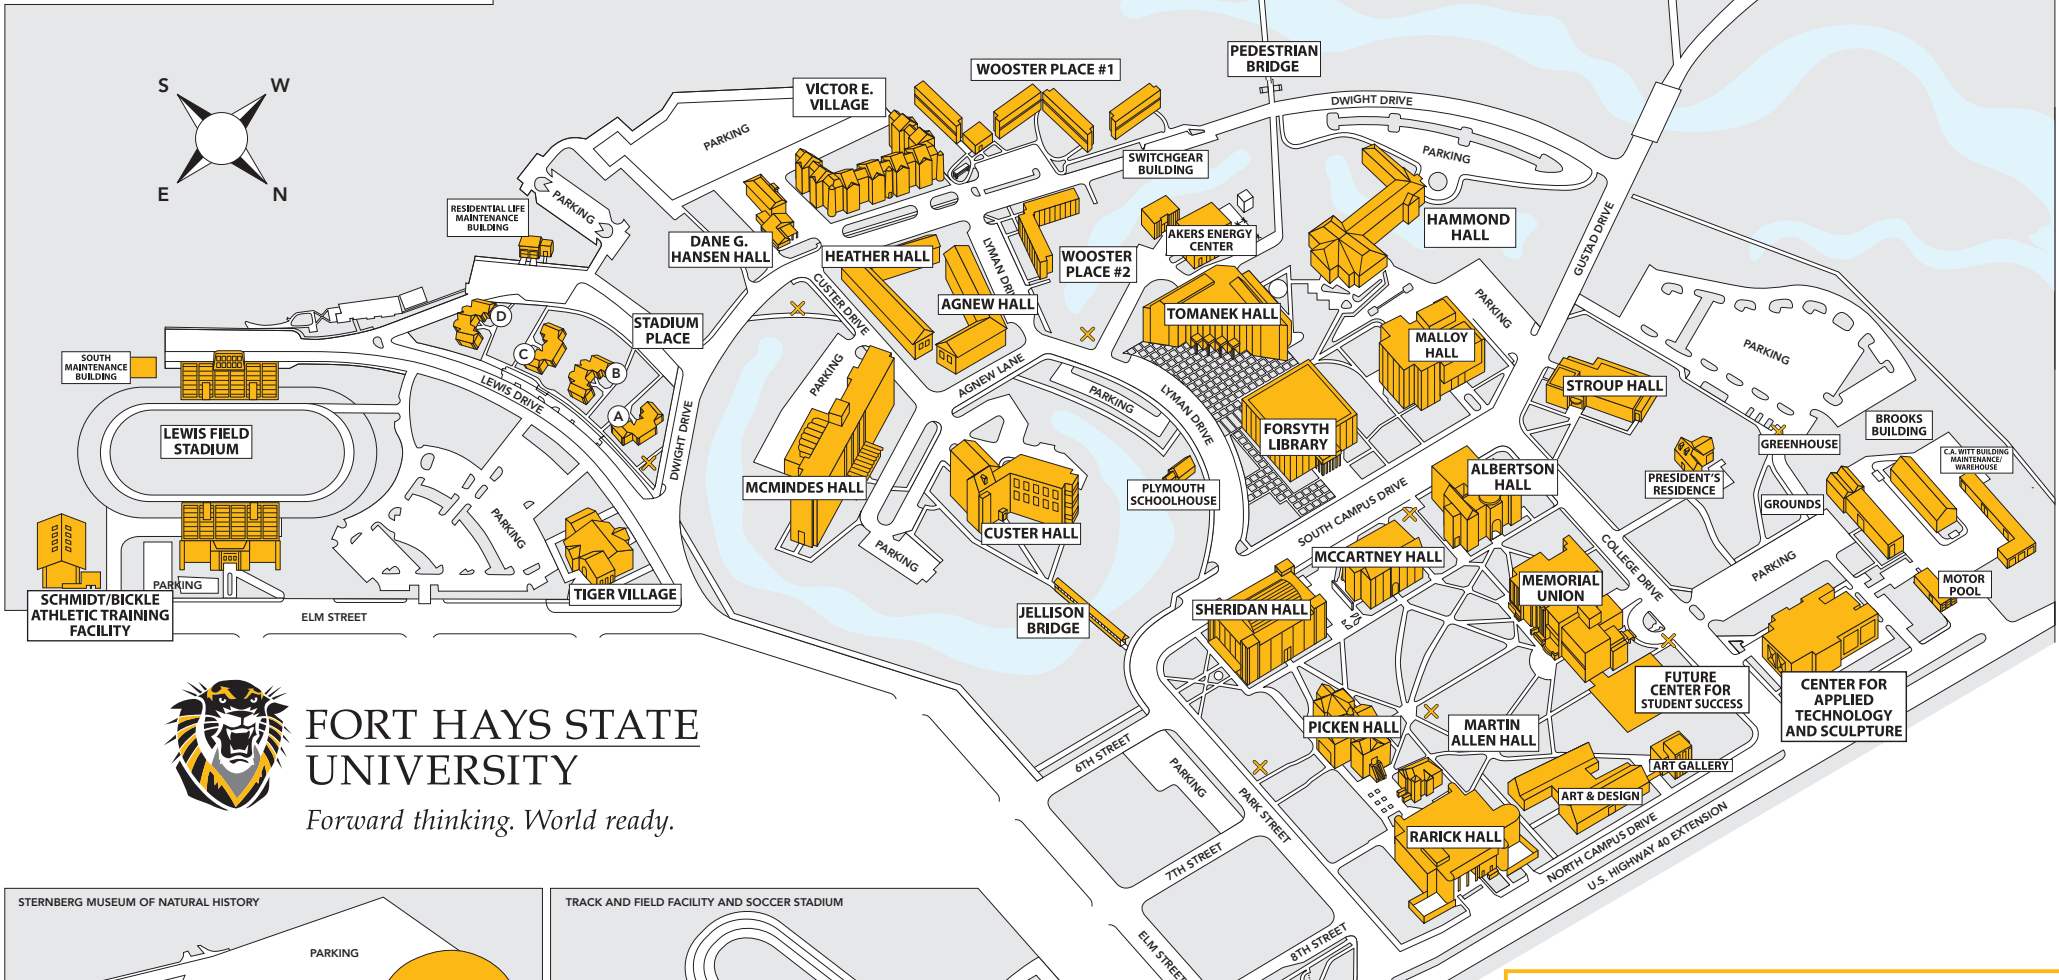 S
W
E
N
PEDESTRIAN
BRIDGE
WOOSTER PLACE #1
VICTOR E.
VILLAGE
DWIGHT DRIVE
PARKING
SWITCHGEAR
BUILDING
PARKING
PARKING
RESIDENTIAL LIFE
MAINTENANCE
BUILDING
DANE G.
HANSEN HALL
HEATHER HALL
LYMAN DRIVE
WOOSTER
PLACE #2
AKERS ENERGY
CENTER
HAMMOND
HALL
GUSTAD DRIVE
CUSTER DRIVE
AGNEW HALL
TOMANEK HALL
PARKING
STADIUM
PLACE
D
C
B
A
MALLOY
HALL
PARKING
SOUTH
MAINTENANCE
BUILDING
LEWIS DRIVE
PARKING
AGNEW LANE
PARKING
LYMAN DRIVE
STROUP HALL
LEWIS FIELD
STADIUM
DWIGHT DRIVE
FORSYTH
LIBRARY
BROOKS
BUILDING
GREENHOUSE
C.A. WITT BUILDING
MAINTENANCE/
WAREHOUSE
MCMINDES HALL
PLYMOUTH
SCHOOLHOUSE
ALBERTSON
HALL
PRESIDENT'S
RESIDENCE
GROUNDS
PARKING
CUSTER HALL
SOUTH CAMPUS DRIVE
PARKING
MCCARTNEY HALL
COLLEGE DRIVE
PARKING
PARKING
TIGER VILLAGE
MEMORIAL
UNION
MOTOR
POOL
SCHMIDT/BICKLE
ATHLETIC TRAINING
FACILITY
ELM STREET
JELLISON
BRIDGE
SHERIDAN HALL
FUTURE
CENTER FOR
STUDENT SUCCESS
CENTER FOR
APPLIED
TECHNOLOGY
AND SCULPTURE
FORT HAYS STATE
UNIVERSITY
Forward thinking. World ready.
PICKEN HALL
MARTIN
ALLEN HALL
6TH STREET
PARKING
ART GALLERY
PARK STREET
ART & DESIGN
RARICK HALL
NORTH CAMPUS DRIVE
U.S. HIGHWAY 40 EXTENSION
7TH STREET
STERNBERG MUSEUM OF NATURAL HISTORY
PARKING
TRACK AND FIELD FACILITY AND SOCCER STADIUM
ELM STREET
8TH STREET